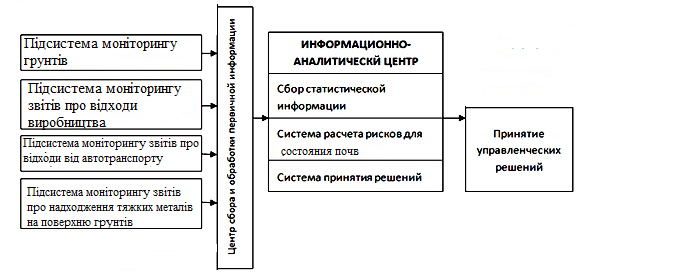 Підсистема моніторингу
грунтів
Підсистема моніторингу
звітів про відходи
виробництва
Підсистема моніторингу звітів про
відходи від автотранспорту
Підсистема моніторингу звітів
про надходження тяжких металів
на поверхню грунтів
Центр сбора и обработки первичной информации
ИНФОРМАЦИОННО-
АНАЛИТИЧЕСКЙ ЦЕНТР
Сбор статистической
информации
Система расчета рисков для
состояния почв
Система принятия решений
Принятие
управленческих
решений